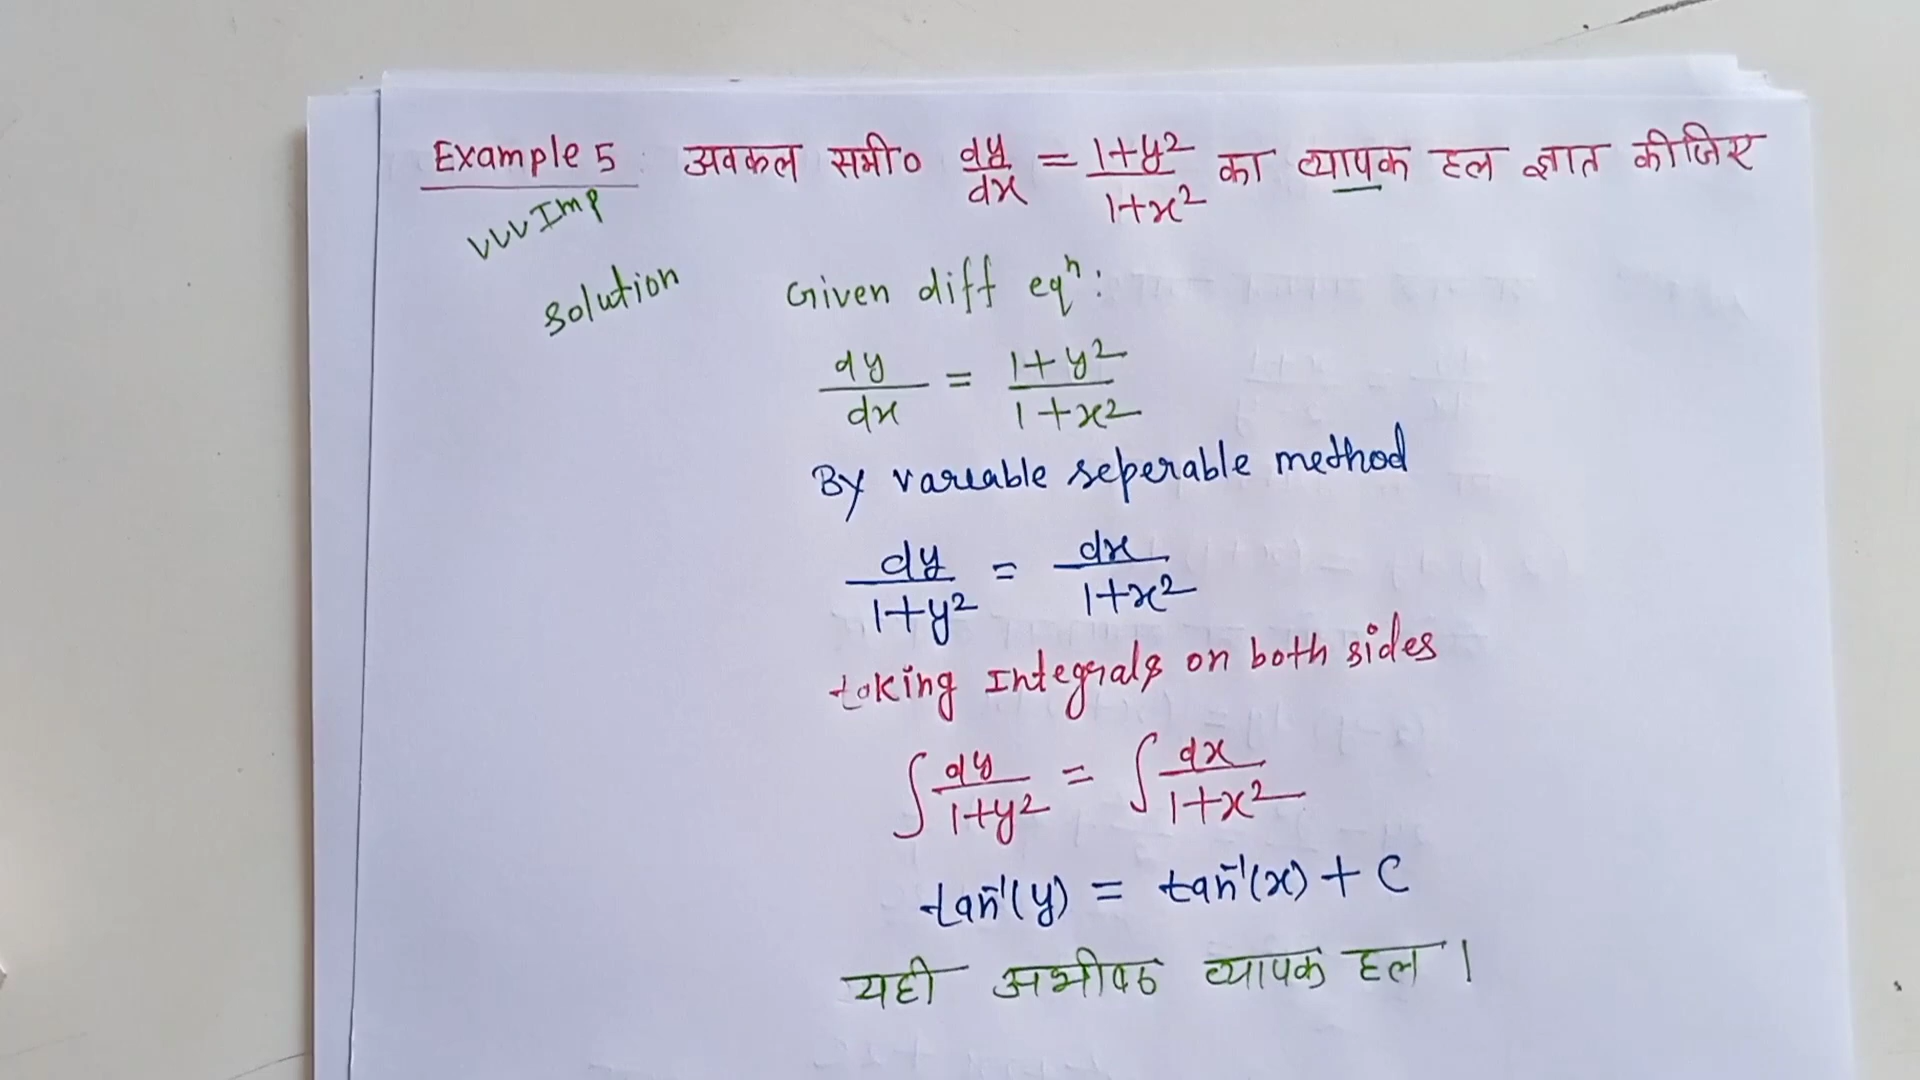 Example 5 अवकल समी० dy/dx = 1+y²/1+x² का व्यापक हल ज्ञात कीजिए
VVV Imp
solution
Given diff eqⁿ:
dy/dx = 1+y²/1+x²
By variable seperable method
dy/1+y² = dx/1+x²
taking Integrals on both sides
∫dy/1+y² = ∫dx/1+x²
tan⁻¹(y) = tan⁻¹(x) + C
यही अभीष्ठ व्यापक हल ।